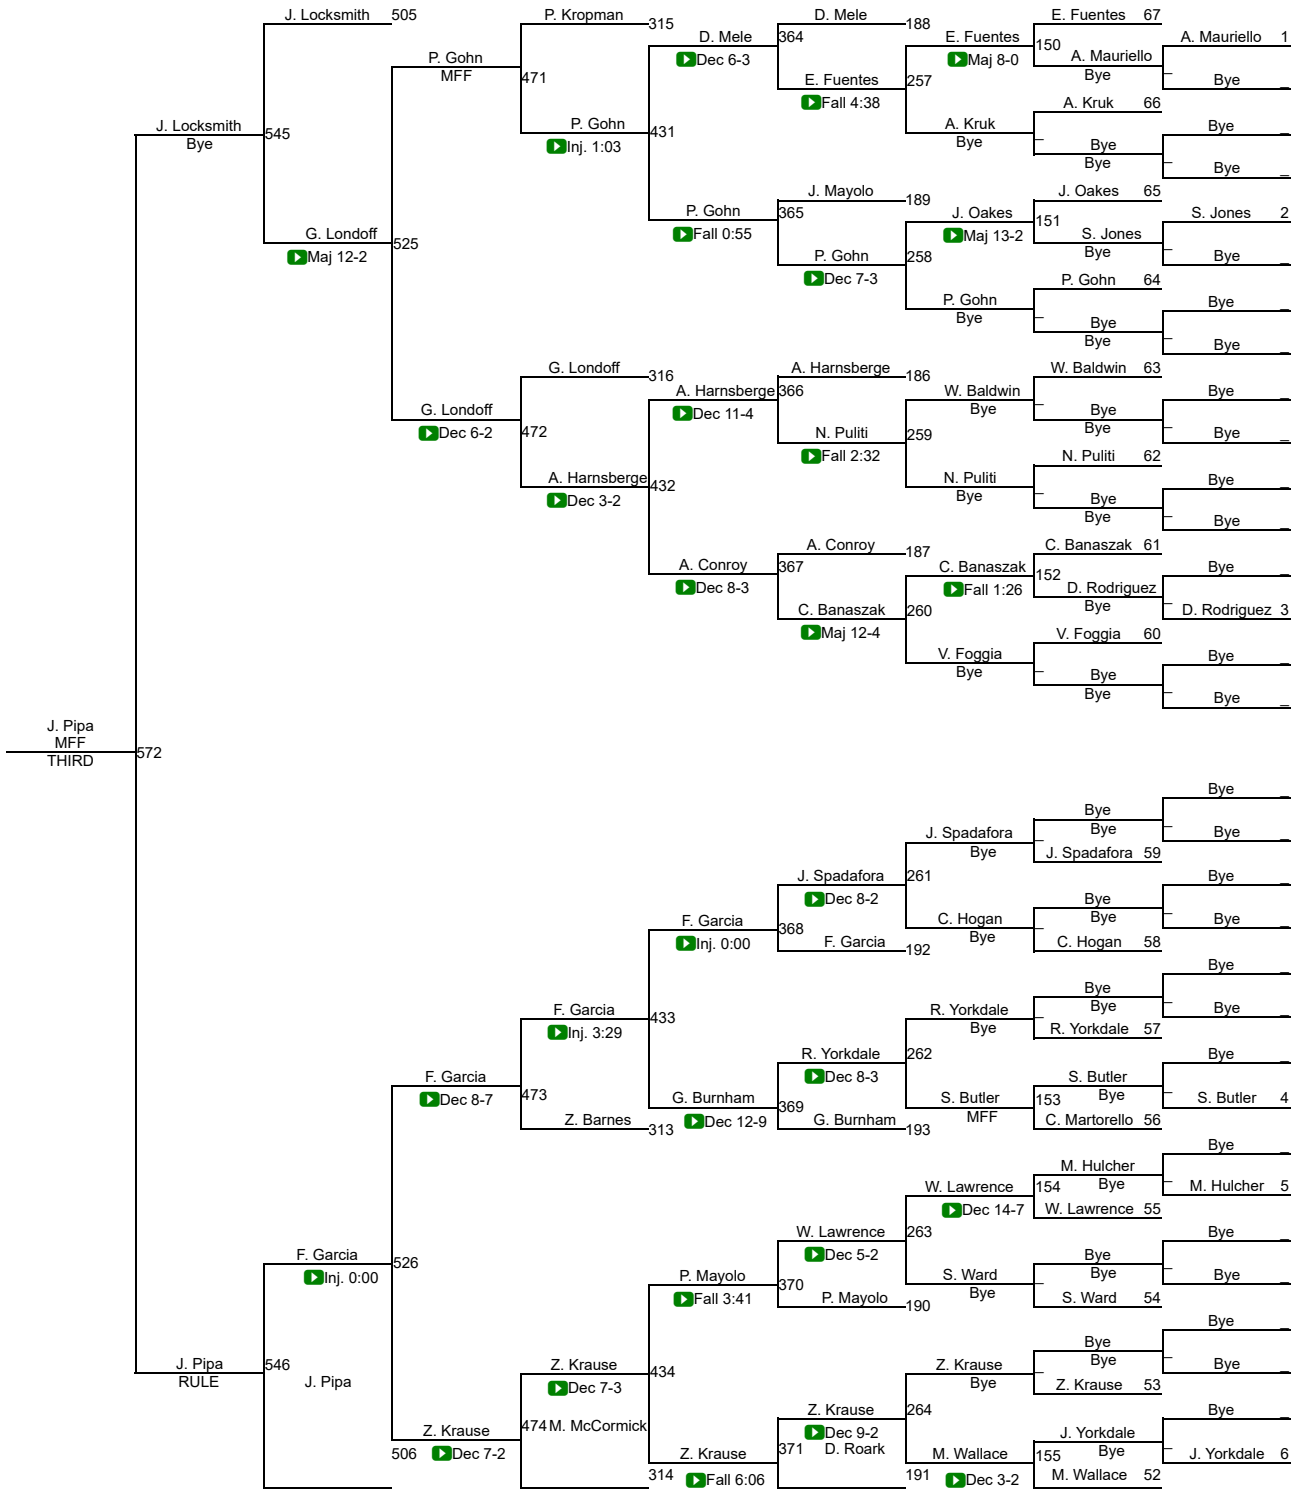 J. Locksmith 505 P. Kropman 315 D. Mele 188 E. Fuentes 67
D. Mele 364 E. Fuentes 150 A. Mauriello 1
Dec 6-3 Maj 8-0 A. Mauriello
P. Gohn Bye
MFF 471 E. Fuentes 257 Bye
Fall 4:38 A. Kruk 66
J. Locksmith 545 P. Gohn 431 A. Kruk Bye
Bye Inj. 1:03 Bye Bye
Bye Bye
J. Mayolo 189 J. Oakes 65
P. Gohn 365 J. Oakes 151 S. Jones 2
Fall 0:55 Maj 13-2 S. Jones
G. Londoff 525 Bye
Maj 12-2 P. Gohn 258 Bye
Dec 7-3 P. Gohn 64
P. Gohn Bye
Bye Bye
Bye Bye
G. Londoff 316 A. Harnsberge 186 W. Baldwin 63
A. Harnsberge 366 W. Baldwin Bye
G. Londoff Dec 11-4 Bye Bye
Dec 6-2 472 N. Puliti 259 Bye Bye
Fall 2:32 N. Puliti 62
A. Harnsberge 432 N. Puliti Bye
Dec 3-2 Bye Bye
Bye Bye
A. Conroy 187 C. Banaszak 61
A. Conroy 367 C. Banaszak 152 Bye
Dec 8-3 Fall 1:26 D. Rodriguez
C. Banaszak 260 Bye D. Rodriguez 3
Maj 12-4 V. Foggia 60
V. Foggia Bye
Bye Bye
Bye Bye
J. Pipa
MFF 572
THIRD
Bye
Bye
J. Spadafora Bye Bye
Bye J. Spadafora 59
J. Spadafora 261 Bye
Dec 8-2 Bye
F. Garcia 368 C. Hogan Bye Bye
Inj. 0:00 F. Garcia 192 Bye C. Hogan 58
Bye
Bye
F. Garcia 433 R. Yorkdale Bye Bye
Inj. 3:29 Bye R. Yorkdale 57
R. Yorkdale 262 Bye
F. Garcia Dec 8-3 S. Butler
Dec 8-7 473 G. Burnham 369 S. Butler 153 Bye S. Butler 4
Z. Barnes 313 Dec 12-9 G. Burnham 193 MFF C. Martorello 56
Bye
M. Hulcher
W. Lawrence 154 Bye M. Hulcher 5
Dec 14-7 W. Lawrence 55
W. Lawrence 263 Bye
F. Garcia 526 Dec 5-2 Bye
Inj. 0:00 P. Mayolo 370 S. Ward Bye Bye
Fall 3:41 P. Mayolo 190 Bye S. Ward 54
Bye
Bye
J. Pipa 546 Z. Krause 434 Z. Krause Bye Bye
RULE J. Pipa Dec 7-3 Bye Z. Krause 53
Z. Krause 264 Bye
Z. Krause 474 M. McCormick Dec 9-2 J. Yorkdale
506 Dec 7-2 Z. Krause 371 D. Roark M. Wallace 155 Bye J. Yorkdale 6
314 Fall 6:06 191 Dec 3-2 M. Wallace 52